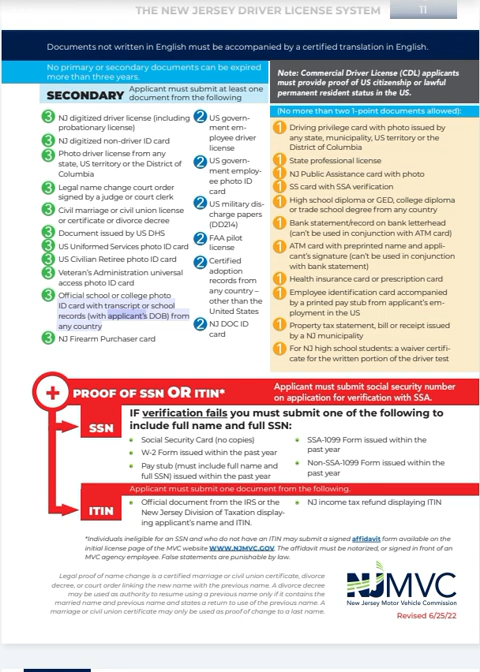 THE NEW JERSEY DRIVER LICENSE SYSTEM 11
Documents not written in English must be accompanied by a certified translation in English.
No primary or secondary documents can be expired
more than three years.
SECONDARY Applicant must submit at least one
document from the following
3 NJ digitized driver license (including
probationary license)
3 NJ digitized non-driver ID card
3 Photo driver license from any
state, US territory or the District of
Columbia
3 Legal name change court order
signed by a judge or court clerk
3 Civil marriage or civil union license
or certificate or divorce decree
3 Document issued by US DHS
3 US Uniformed Services photo ID card
3 US Civilian Retiree photo ID card
3 Veteran's Administration universal
access photo ID card
3 Official school or college photo
ID card with transcript or school
records (with applicant's DOB) from
any country
3 NJ Firearm Purchaser card
2 US govern-
ment em-
ployee driver
license
2 US govern-
ment employ-
ee photo ID
card
2 US military dis-
charge papers
(DD214)
2 FAA pilot
license
2 Certified
adoption
records from
any country –
other than the
United States
2 NJ DOC ID
card
Note: Commercial Driver License (CDL) applicants
must provide proof of US citizenship or lawful
permanent resident status in the US.
(No more than two 1-point documents allowed):
1 Driving privilege card with photo issued by
any state, municipality, US territory or the
District of Columbia
1 State professional license
1 NJ Public Assistance card with photo
1 SS card with SSA verification
1 High school diploma or GED, college diploma
or trade school degree from any country
1 Bank statement/record on bank letterhead
(can't be used in conjunction with ATM card)
1 ATM card with preprinted name and appli-
cant's signature (can't be used in conjunction
with bank statement)
1 Health insurance card or prescription card
1 Employee identification card accompanied
by a printed pay stub from applicant's em-
ployment in the US
1 Property tax statement, bill or receipt issued
by a NJ municipality
1 For NJ high school students: a waiver certifi-
cate for the written portion of the driver test
+ PROOF OF SSN OR ITIN*
Applicant must submit social security number
on application for verification with SSA.
SSN
IF verification fails you must submit one of the following to
include full name and full SSN:
• Social Security Card (no copies)
• W-2 Form issued within the past year
• Pay stub (must include full name and
full SSN) issued within the past year
• SSA-1099 Form issued within the
past year
• Non-SSA-1099 Form issued within the
past year
Applicant must submit one document from the following.
ITIN
• Official document from the IRS or the
New Jersey Division of Taxation display-
ing applicant's name and ITIN.
• NJ income tax refund displaying ITIN
*Individuals ineligible for an SSN and who do not have an ITIN may submit a signed affidavit form available on the
initial license page of the MVC website WWW.NJMVC.GOV. The affidavit must be notarized, or signed in front of an
MVC agency employee. False statements are punishable by law.
Legal proof of name change is a certified marriage or civil union certificate, divorce
decree, or court order linking the new name with the previous name. A divorce decree
may be used as authority to resume using a previous name only if it contains the
married name and previous name and states a return to use of the previous name. A
marriage or civil union certificate may only be used as proof of change to a last name.
NJMVC
New Jersey Motor Vehicle Commission
Revised 6/25/22